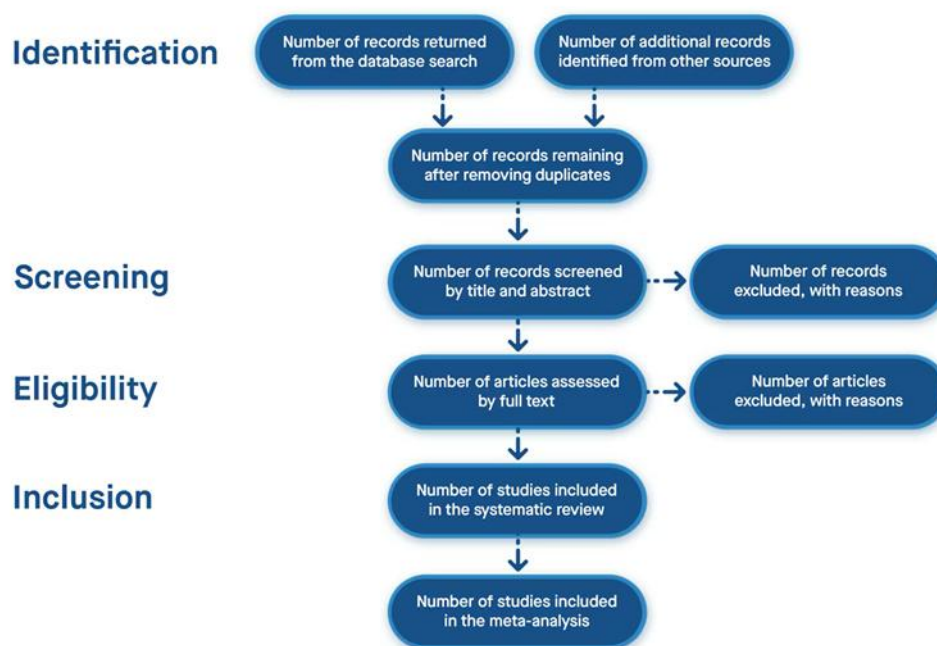 Identification
Number of records returned
from the database search
Number of additional records
identified from other sources
Number of records remaining
after removing duplicates
Screening
Number of records screened
by title and abstract
Number of records
excluded, with reasons
Eligibility
Number of articles assessed
by full text
Number of articles
excluded, with reasons
Inclusion
Number of studies included
in the systematic review
Number of studies included
in the meta-analysis